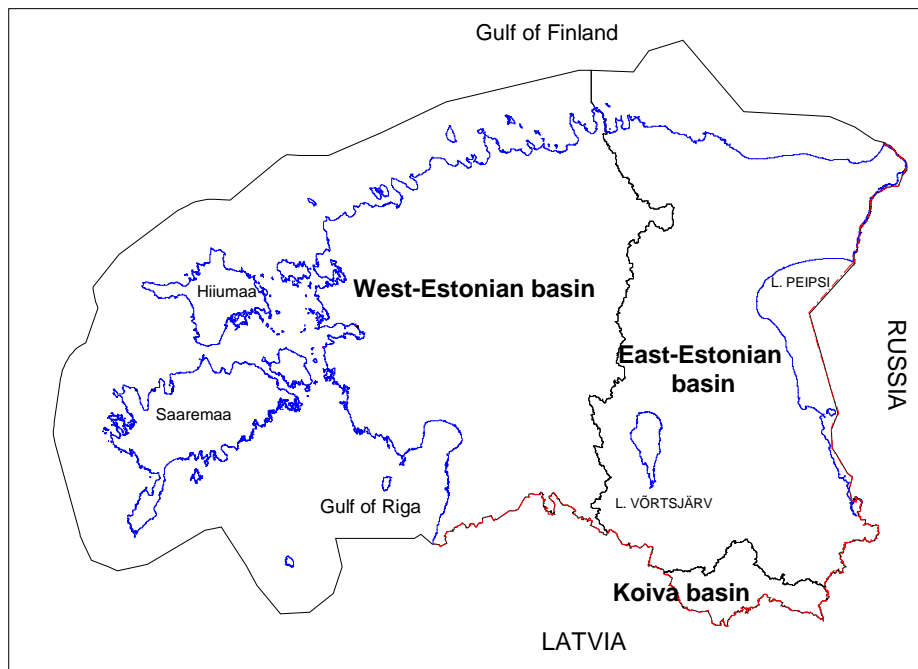 Gulf of Finland
L. PEIPSI
Hiiumaa
West-Estonian basin
RUSSIA
East-Estonian
basin
Saaremaa
L. VÕRTSJÄRV
Gulf of Riga
Koiva basin
LATVIA